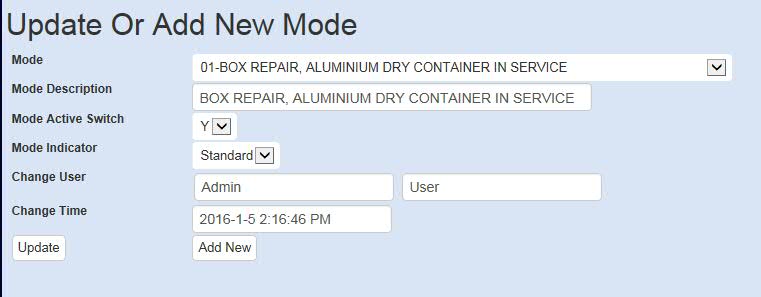 Update Or Add New Mode
Mode 01-BOX REPAIR, ALUMINIUM DRY CONTAINER IN SERVICE
Mode Description BOX REPAIR, ALUMINIUM DRY CONTAINER IN SERVICE
Mode Active Switch Y
Mode Indicator Standard
Change User Admin User
Change Time 2016-1-5 2:16:46 PM
Update Add New